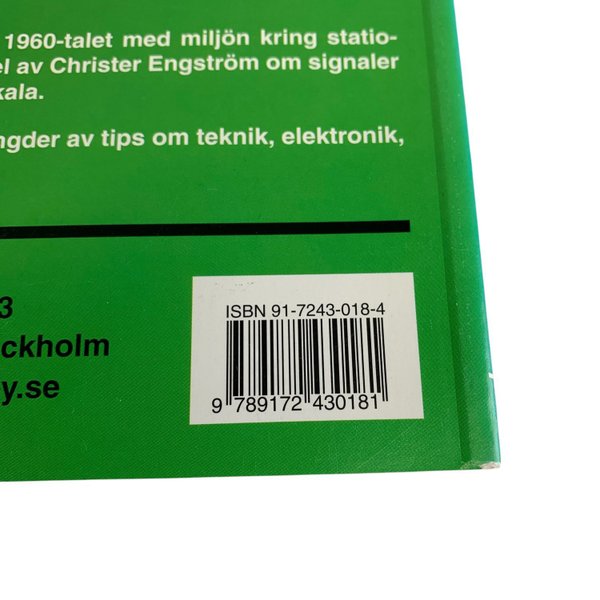 1960-talet med miljön kring statio-
el av Christer Engström om signaler
kala.
ngder av tips om teknik, elektronik,
3
ckholm
y.se
ISBN 91-7243-018-4
9 789172 430181